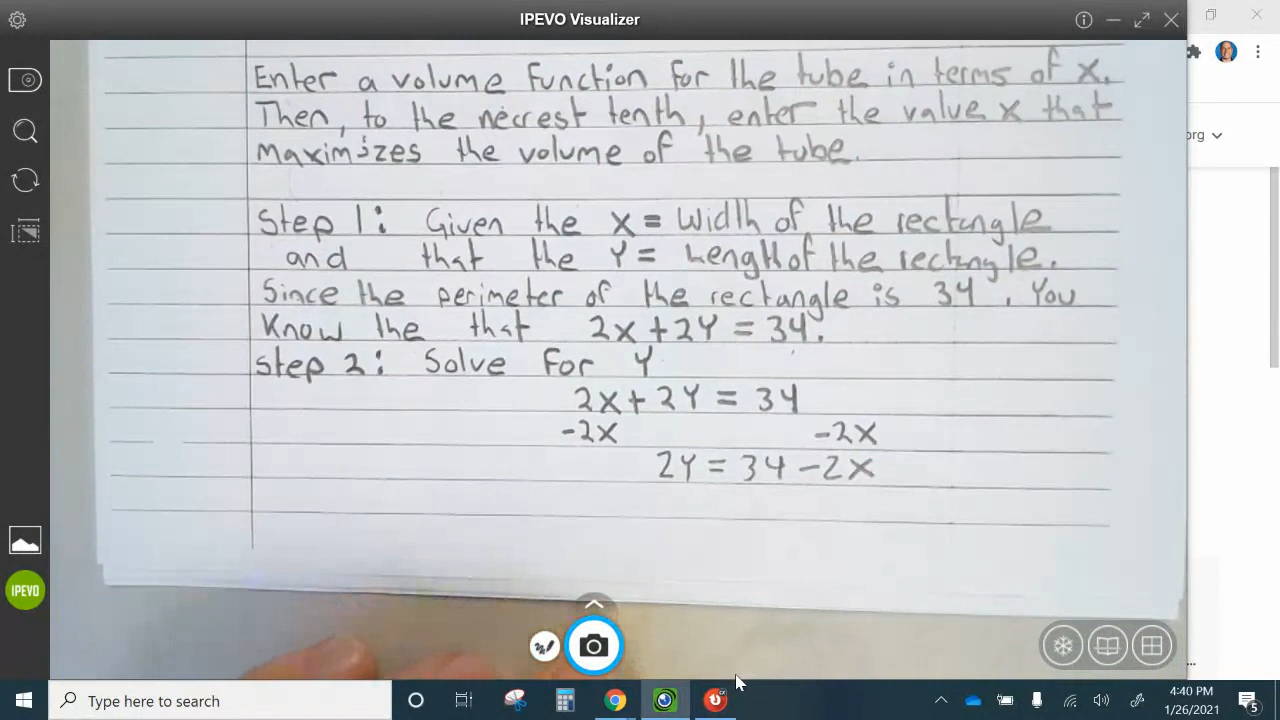 IPEVO Visualizer
Enter a volume function for the tube in terms of x.
Then, to the necrest tenth, enter the value x that
maximizes the volume of the tube.
Step 1: Given the x = width of the rectangle
and that the Y = Length of the rectngle.
Since the perimeter of the rectangle is 34. You
Know the that 2x + 2Y = 34.
Step 2: Solve for Y
2x + 2Y = 34
-2x -2x
2Y = 34 - 2x
org
IPEVO
...
Type here to search
4:40 PM
1/26/2021
5